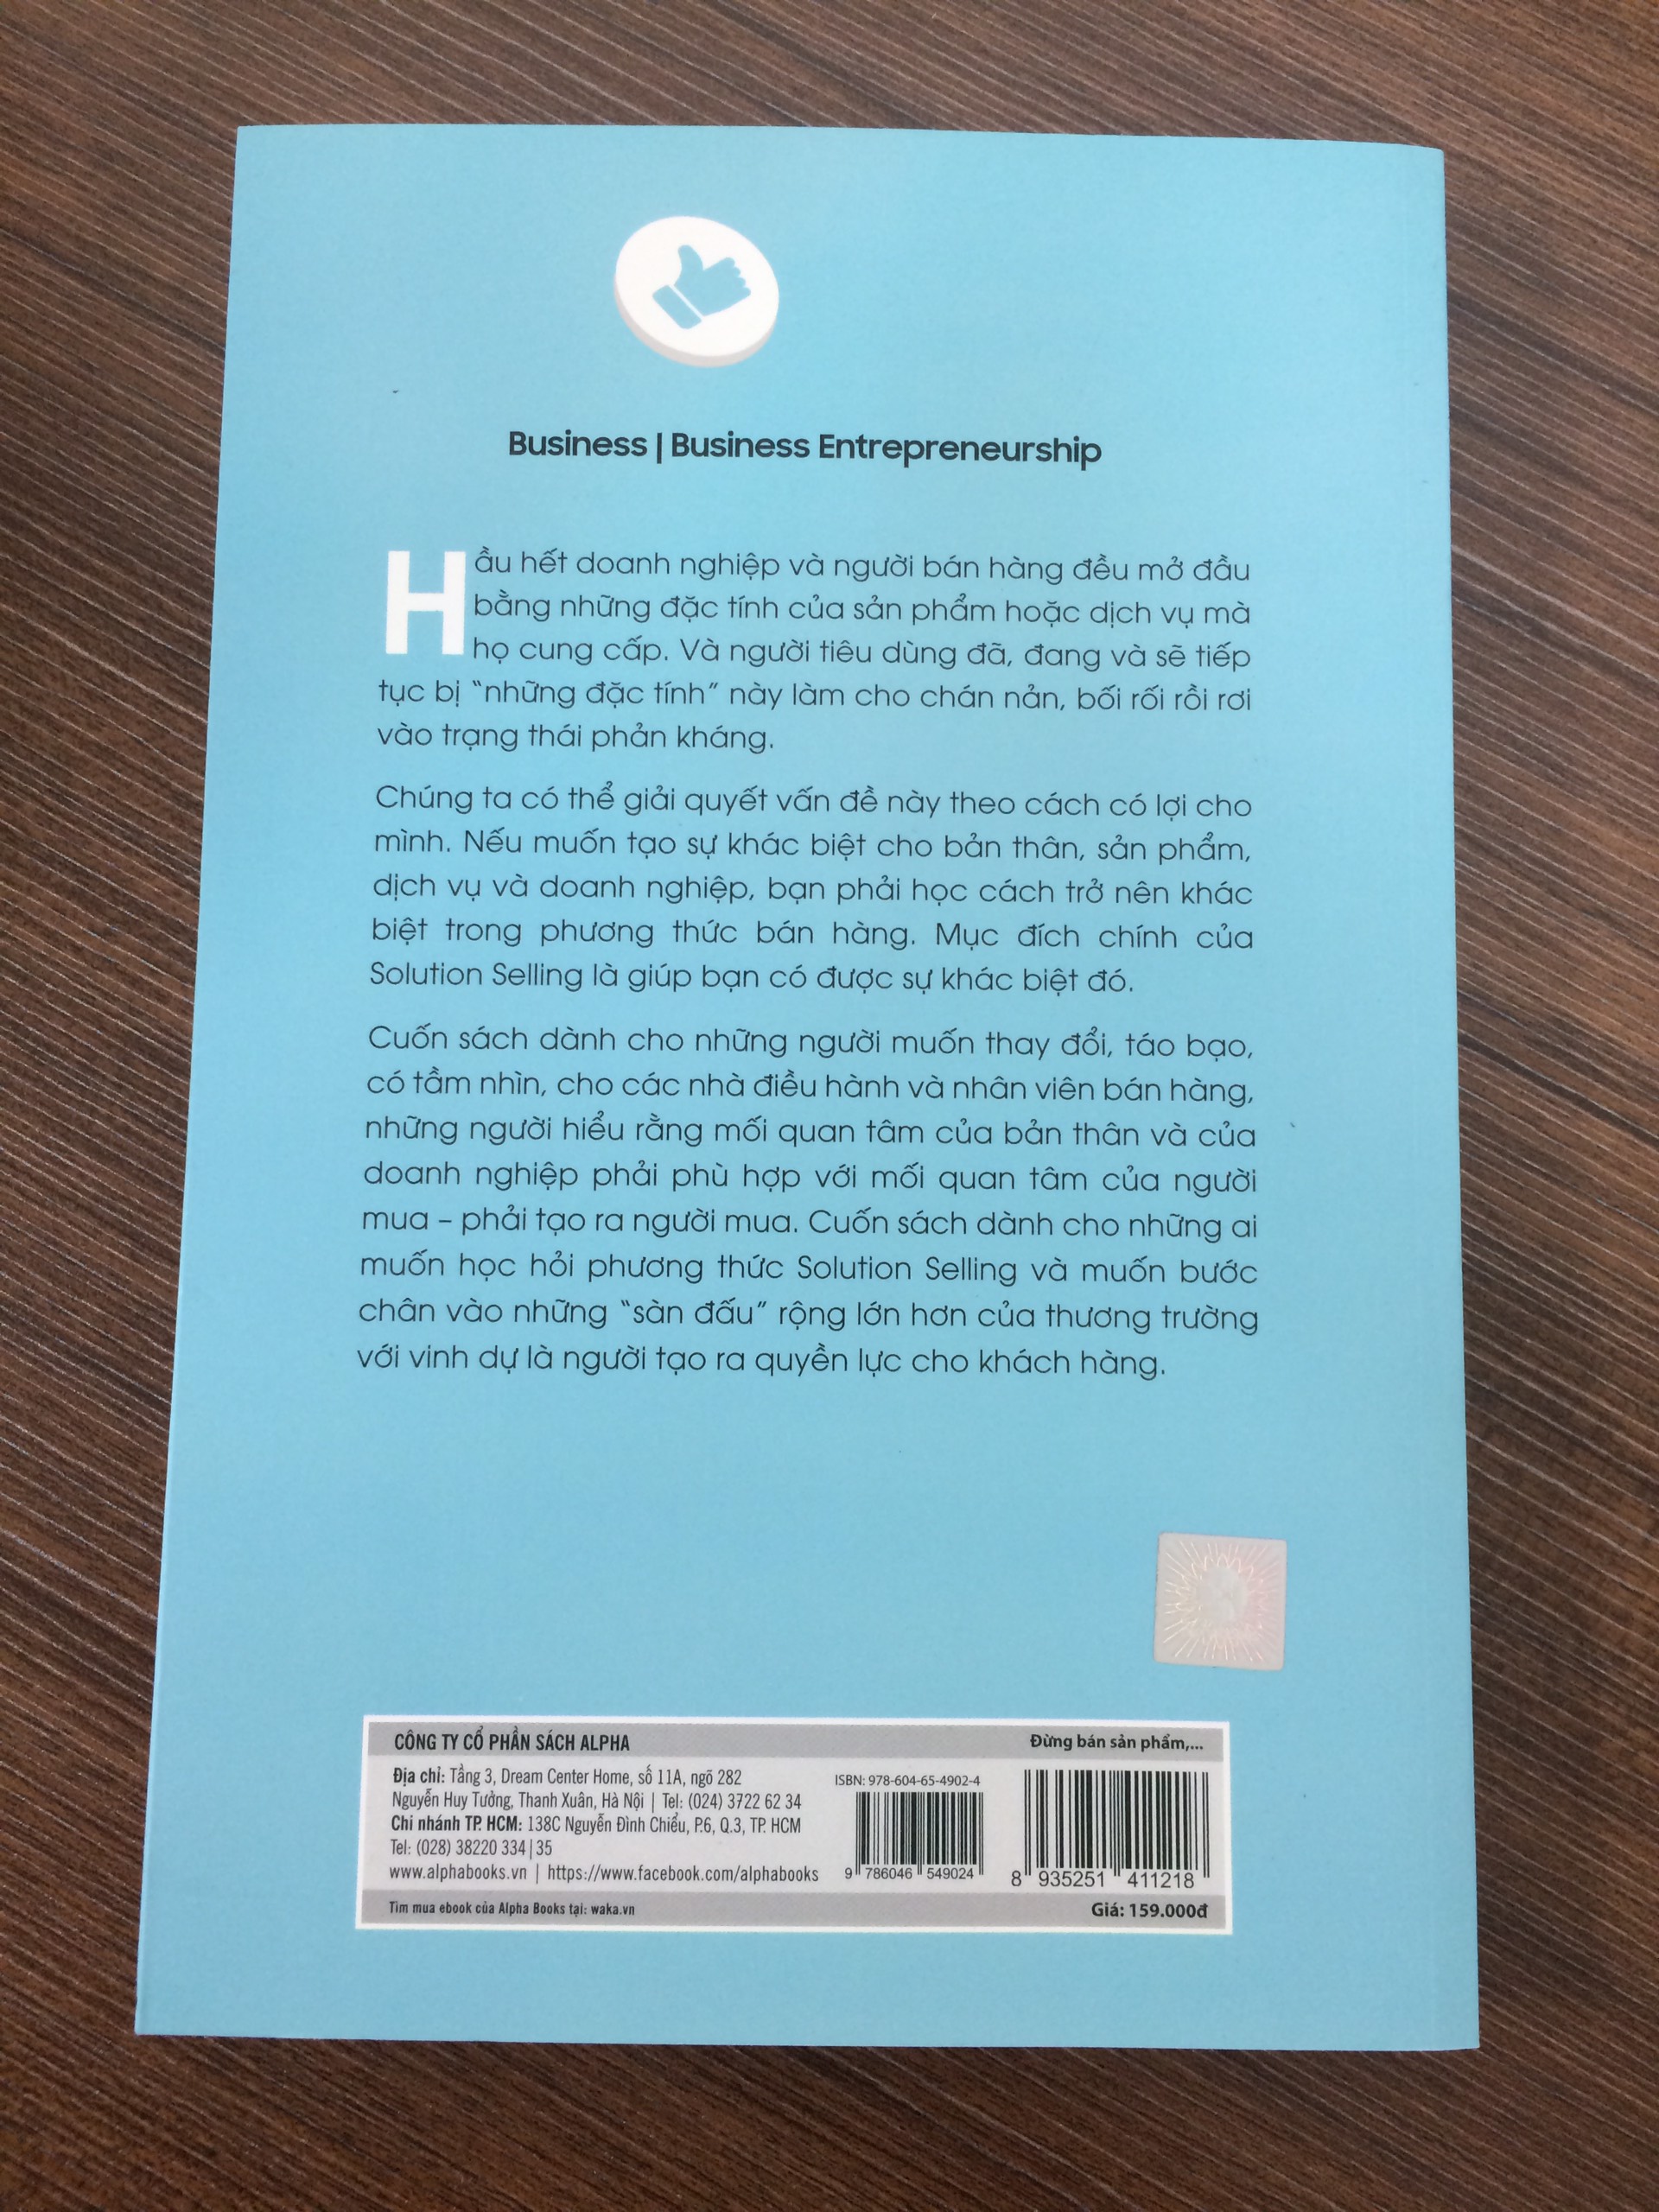 Business | Business Entrepreneurship
Hầu hết doanh nghiệp và người bán hàng đều mở đầu
bằng những đặc tính của sản phẩm hoặc dịch vụ mà
họ cung cấp. Và người tiêu dùng đã, đang và sẽ tiếp
tục bị “những đặc tính” này làm cho chán nản, bối rối rồi rơi
vào trạng thái phản kháng.
Chúng ta có thể giải quyết vấn đề này theo cách có lợi cho
mình. Nếu muốn tạo sự khác biệt cho bản thân, sản phẩm,
dịch vụ và doanh nghiệp, bạn phải học cách trở nên khác
biệt trong phương thức bán hàng. Mục đích chính của
Solution Selling là giúp bạn có được sự khác biệt đó.
Cuốn sách dành cho những người muốn thay đổi, táo bạo,
có tầm nhìn, cho các nhà điều hành và nhân viên bán hàng,
những người hiểu rằng mối quan tâm của bản thân và của
doanh nghiệp phải phù hợp với mối quan tâm của người
mua – phải tạo ra người mua. Cuốn sách dành cho những ai
muốn học hỏi phương thức Solution Selling và muốn bước
chân vào những “sàn đấu” rộng lớn hơn của thương trường
với vinh dự là người tạo ra quyền lực cho khách hàng.
CÔNG TY CỔ PHẦN SÁCH ALPHA
Đừng bán sản phẩm,...
Địa chỉ: Tầng 3, Dream Center Home, số 11A, ngõ 282
Nguyễn Huy Tưởng, Thanh Xuân, Hà Nội | Tel: (024) 3722 62 34
Chi nhánh TP. HCM: 138C Nguyễn Đình Chiểu, P.6, Q.3, TP. HCM
Tel: (028) 38220 334|35
www.alphabooks.vn | https://www.facebook.com/alphabooks
ISBN: 978-604-65-4902-4
9 786046 549024
8 935251 411218
Tìm mua ebook của Alpha Books tại: waka.vn
Giá: 159.000đ